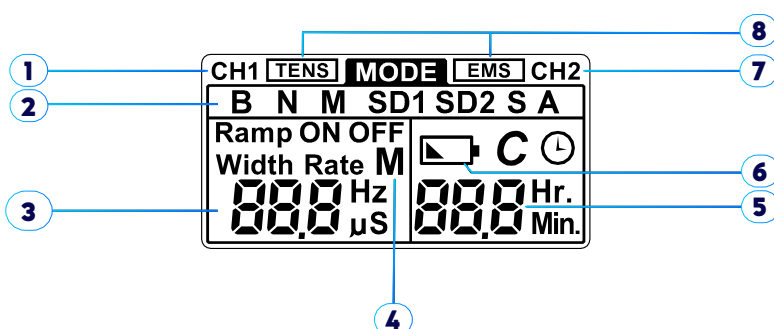 8
1 CH1 TENS MODE EMS CH2 7
2 B N M SD1 SD2 S A
Ramp ON OFF
Width Rate M C
6
3 88.8 Hz µS 88.8 Hr. Min. 5
4